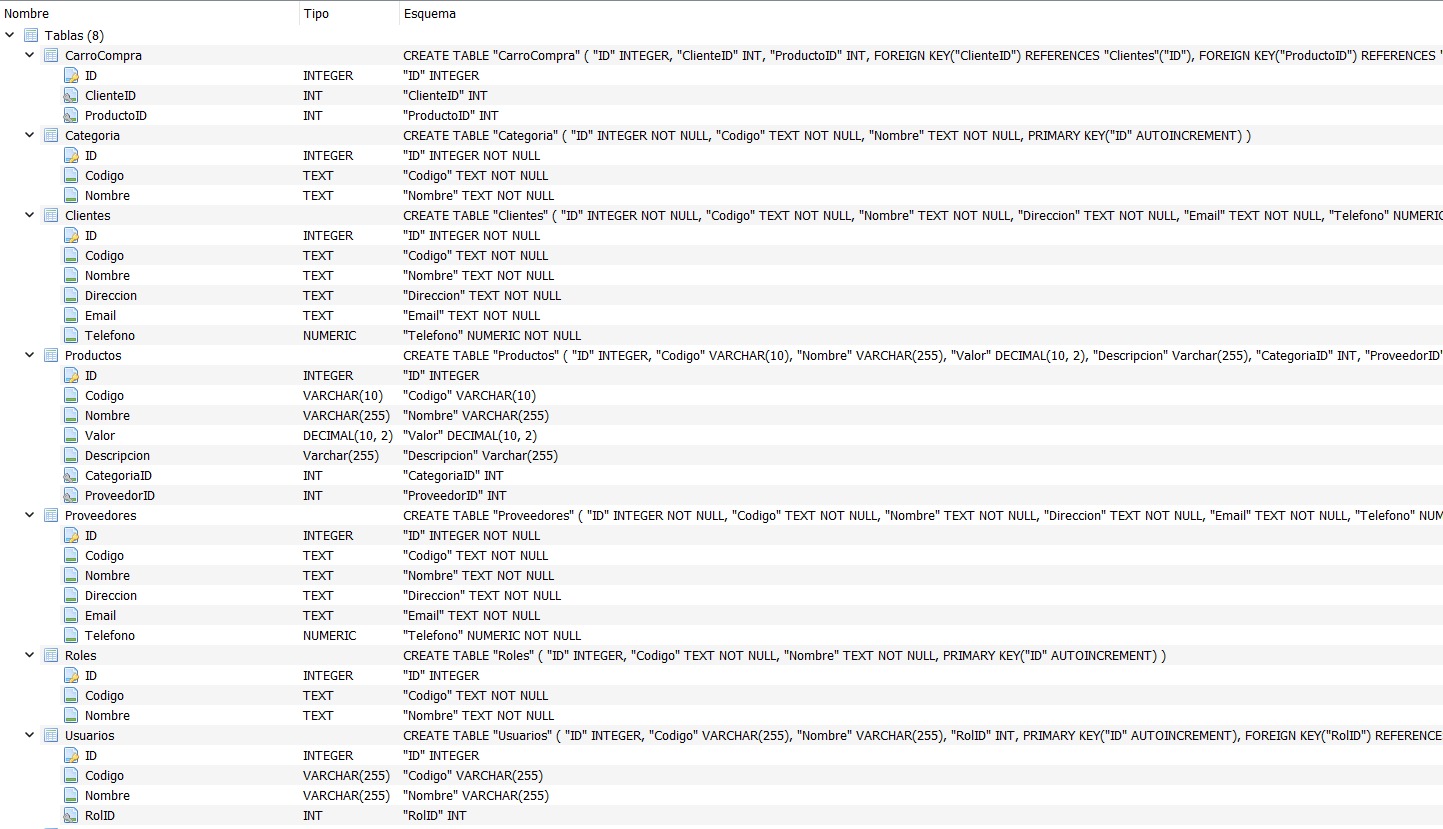 Nombre Tipo Esquema
Tablas (8)
CarroCompra CREATE TABLE "CarroCompra" ( "ID" INTEGER, "ClienteID" INT, "ProductoID" INT, FOREIGN KEY("ClienteID") REFERENCES "Clientes"("ID"), FOREIGN KEY("ProductoID") REFERENCES "
ID INTEGER "ID" INTEGER
ClienteID INT "ClienteID" INT
ProductoID INT "ProductoID" INT
Categoria CREATE TABLE "Categoria" ( "ID" INTEGER NOT NULL, "Codigo" TEXT NOT NULL, "Nombre" TEXT NOT NULL, PRIMARY KEY("ID" AUTOINCREMENT) )
ID INTEGER "ID" INTEGER NOT NULL
Codigo TEXT "Codigo" TEXT NOT NULL
Nombre TEXT "Nombre" TEXT NOT NULL
Clientes CREATE TABLE "Clientes" ( "ID" INTEGER NOT NULL, "Codigo" TEXT NOT NULL, "Nombre" TEXT NOT NULL, "Direccion" TEXT NOT NULL, "Email" TEXT NOT NULL, "Telefono" NUMERIC
ID INTEGER "ID" INTEGER NOT NULL
Codigo TEXT "Codigo" TEXT NOT NULL
Nombre TEXT "Nombre" TEXT NOT NULL
Direccion TEXT "Direccion" TEXT NOT NULL
Email TEXT "Email" TEXT NOT NULL
Telefono NUMERIC "Telefono" NUMERIC NOT NULL
Productos CREATE TABLE "Productos" ( "ID" INTEGER, "Codigo" VARCHAR(10), "Nombre" VARCHAR(255), "Valor" DECIMAL(10, 2), "Descripcion" Varchar(255), "CategoriaID" INT, "ProveedorID"
ID INTEGER "ID" INTEGER
Codigo VARCHAR(10) "Codigo" VARCHAR(10)
Nombre VARCHAR(255) "Nombre" VARCHAR(255)
Valor DECIMAL(10, 2) "Valor" DECIMAL(10, 2)
Descripcion Varchar(255) "Descripcion" Varchar(255)
CategoriaID INT "CategoriaID" INT
ProveedorID INT "ProveedorID" INT
Proveedores CREATE TABLE "Proveedores" ( "ID" INTEGER NOT NULL, "Codigo" TEXT NOT NULL, "Nombre" TEXT NOT NULL, "Direccion" TEXT NOT NULL, "Email" TEXT NOT NULL, "Telefono" NUM
ID INTEGER "ID" INTEGER NOT NULL
Codigo TEXT "Codigo" TEXT NOT NULL
Nombre TEXT "Nombre" TEXT NOT NULL
Direccion TEXT "Direccion" TEXT NOT NULL
Email TEXT "Email" TEXT NOT NULL
Telefono NUMERIC "Telefono" NUMERIC NOT NULL
Roles CREATE TABLE "Roles" ( "ID" INTEGER, "Codigo" TEXT NOT NULL, "Nombre" TEXT NOT NULL, PRIMARY KEY("ID" AUTOINCREMENT) )
ID INTEGER "ID" INTEGER
Codigo TEXT "Codigo" TEXT NOT NULL
Nombre TEXT "Nombre" TEXT NOT NULL
Usuarios CREATE TABLE "Usuarios" ( "ID" INTEGER, "Codigo" VARCHAR(255), "Nombre" VARCHAR(255), "RolID" INT, PRIMARY KEY("ID" AUTOINCREMENT), FOREIGN KEY("RolID") REFERENCE
ID INTEGER "ID" INTEGER
Codigo VARCHAR(255) "Codigo" VARCHAR(255)
Nombre VARCHAR(255) "Nombre" VARCHAR(255)
RolID INT "RolID" INT